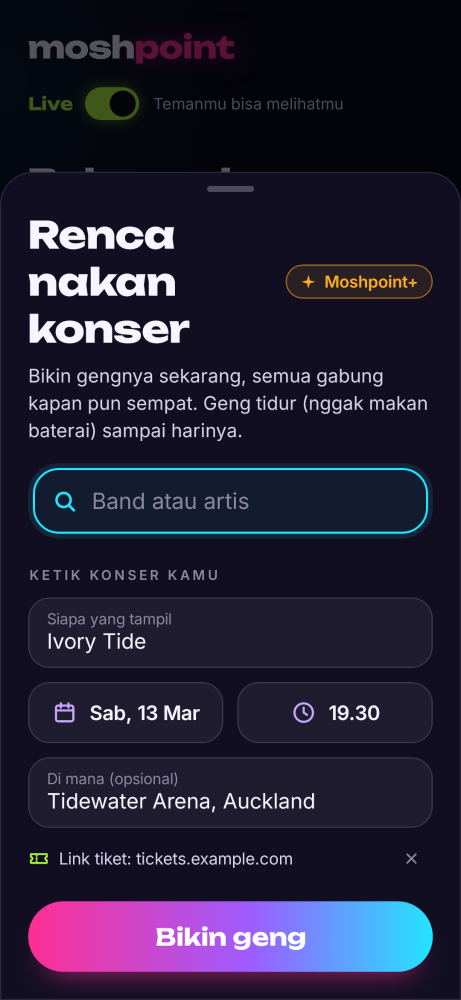 moshpoint
Live
Temanmu bisa melihatmu
Renca
nakan
konser
Moshpoint+
Bikin gengnya sekarang, semua gabung
kapan pun sempat. Geng tidur (nggak makan
baterai) sampai harinya.
Band atau artis
KETIK KONSER KAMU
Siapa yang tampil
Ivory Tide
Sab, 13 Mar
19.30
Di mana (opsional)
Tidewater Arena, Auckland
Link tiket: tickets.example.com
Bikin geng